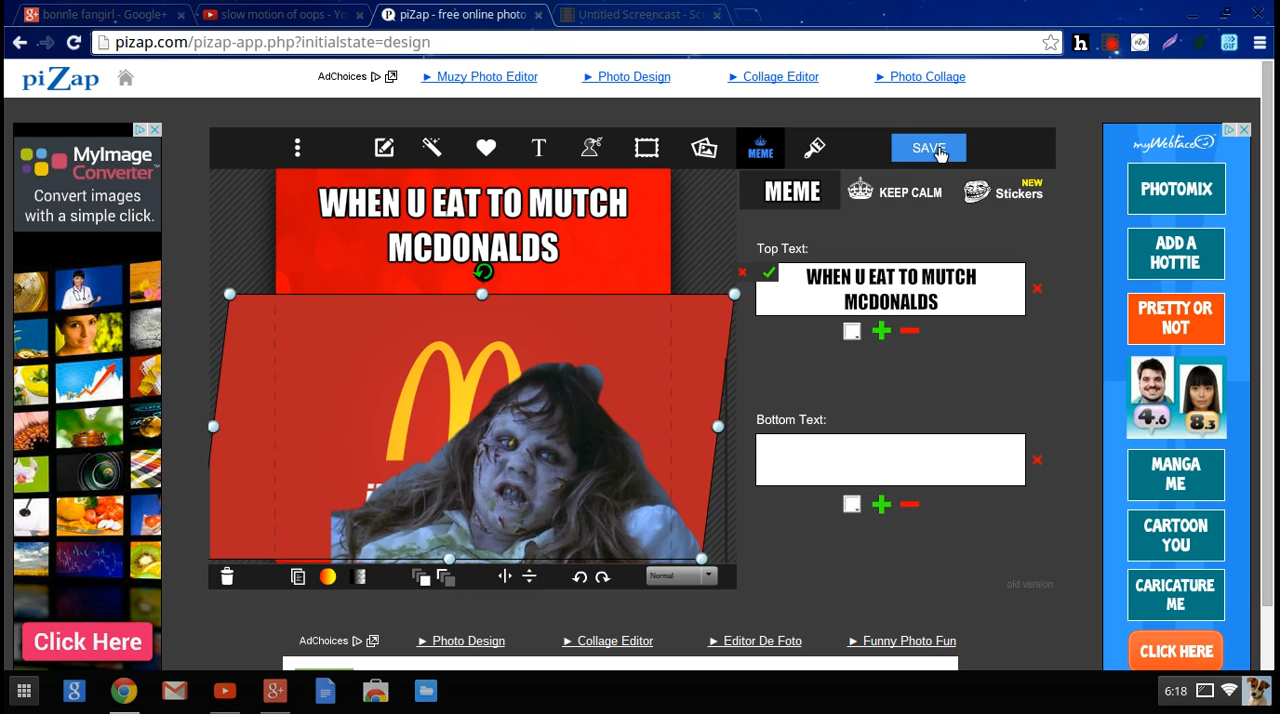 bonnie fangirl - Google+
slow motion of oops - Yo
piZap - free online photo
Untitled Screencast - Scr
pizap.com/pizap-app.php?initialstate=design
piZap
AdChoices
► Muzy Photo Editor
► Photo Design
► Collage Editor
► Photo Collage
MyImage
Converter
Convert images
with a simple click.
Click Here
T
MEME
SAVE
WHEN U EAT TO MUTCH
MCDONALDS
MEME
KEEP CALM
NEW
Stickers
Top Text:
WHEN U EAT TO MUTCH
MCDONALDS
Bottom Text:
Normal
old version
myWebface
PHOTOMIX
ADD A
HOTTIE
PRETTY OR
NOT
4.6
8.3
MANGA
ME
CARTOON
YOU
CARICATURE
ME
CLICK HERE
AdChoices
► Photo Design
► Collage Editor
► Editor De Foto
► Funny Photo Fun
6:18